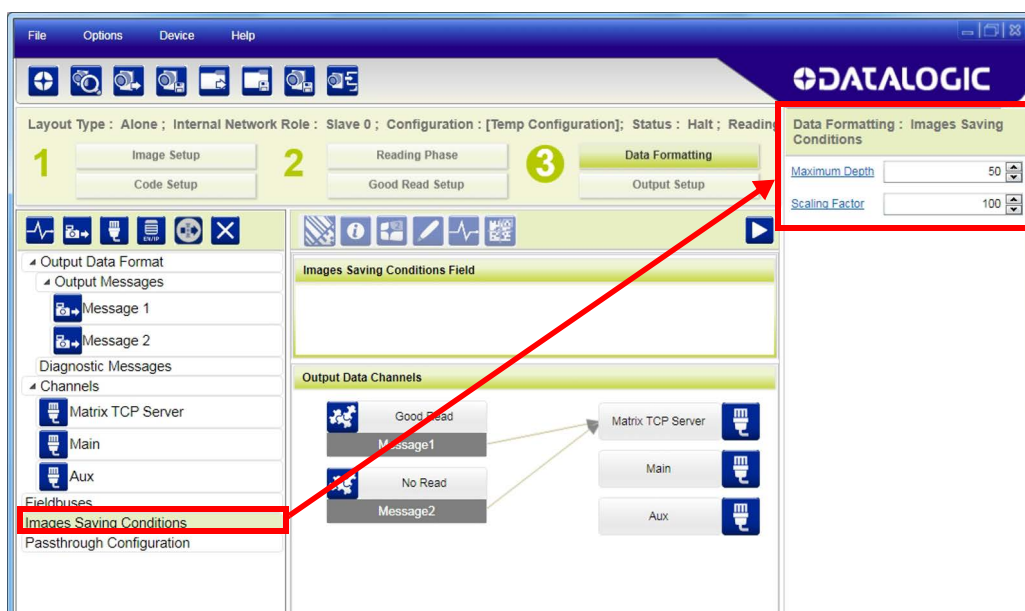 File Options Device Help
DATALOGIC
Layout Type : Alone ; Internal Network Role : Slave 0 ; Configuration : [Temp Configuration]; Status : Halt ; Reading
1
Image Setup
Code Setup
2
Reading Phase
Good Read Setup
3
Data Formatting
Output Setup
Data Formatting : Images Saving
Conditions
Maximum Depth 50
Scaling Factor 100
EN/IP
Output Data Format
Output Messages
Message 1
Message 2
Diagnostic Messages
Channels
Matrix TCP Server
Main
Aux
Fieldbuses
Images Saving Conditions
Passthrough Configuration
Images Saving Conditions Field
Output Data Channels
Good Read
Message1
No Read
Message2
Matrix TCP Server
Main
Aux